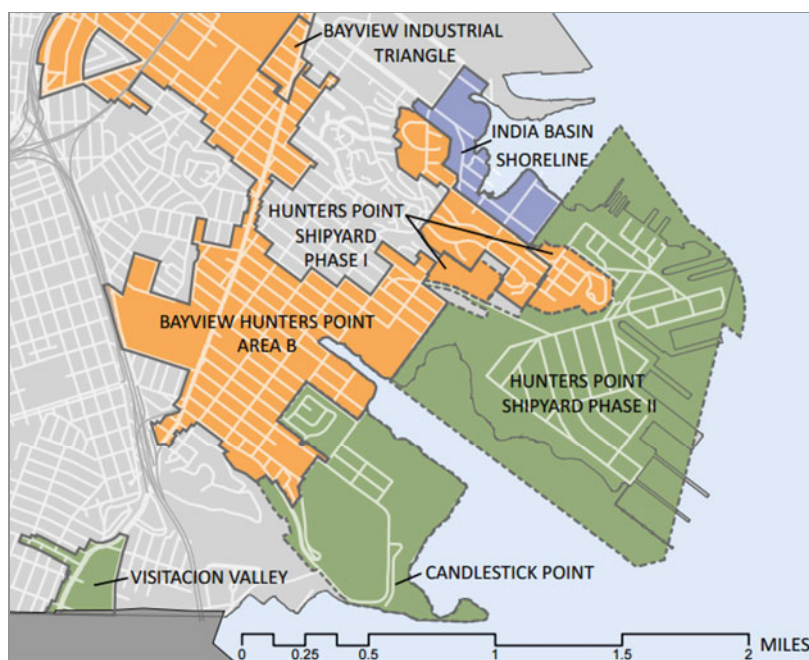 BAYVIEW INDUSTRIAL
TRIANGLE
INDIA BASIN
SHORELINE
HUNTERS POINT
SHIPYARD
PHASE I
BAYVIEW HUNTERS POINT
AREA B
HUNTERS POINT
SHIPYARD PHASE II
VISITACION VALLEY
CANDLESTICK POINT
MILES
0 0.25 0.5 1 1.5 2